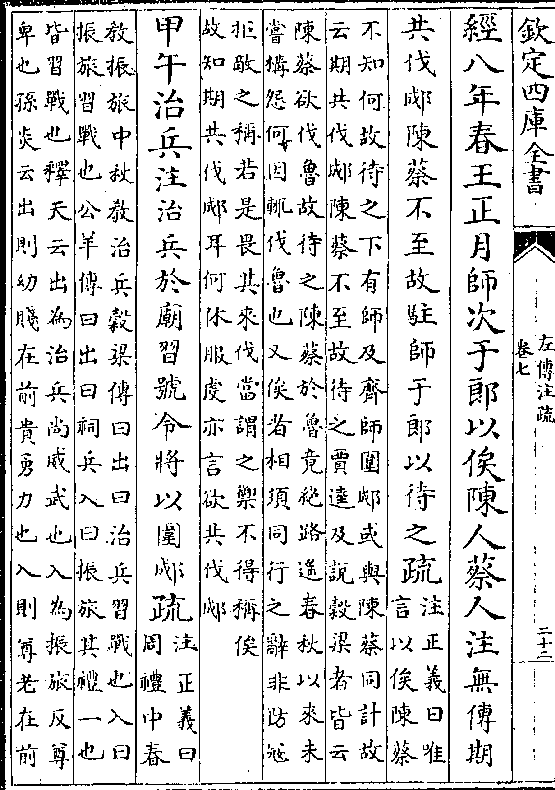 欽定四庫全書
左傳注疏
卷七
二十二
經八年春王正月師次于郎以俟陳人蔡人注無傳期
共伐郕陳蔡不至故駐師于郎以待之疏
注正義曰唯
言以俟陳蔡
不知何故待之下有師及齊師圍郕或與陳蔡同計故
云期共伐郕陳蔡不至故待之賈逵及說穀梁者皆云
陳蔡欲伐魯故待之陳蔡於魯竟絕路遥春秋以來未
嘗構怨何因輒伐魯也又俟者相須同行之辭非防寇
拒敵之稱若是畏其來伐當謂之禦不得稱俟
故知期共伐郕耳何休服虔亦言欲共伐郕
甲午治兵注治兵於廟習號令將以圍郕疏
注正義曰
周禮中春
教振旅中秋教治兵穀梁傳曰出曰治兵習戰也入曰
振旅習戰也公羊傳曰出曰祠兵入曰振旅其禮一也
皆習戰也釋天云出為治兵尚威武也入為振旅反尊
卑也孫炎云出則幼賤在前貴勇力也入則尊老在前